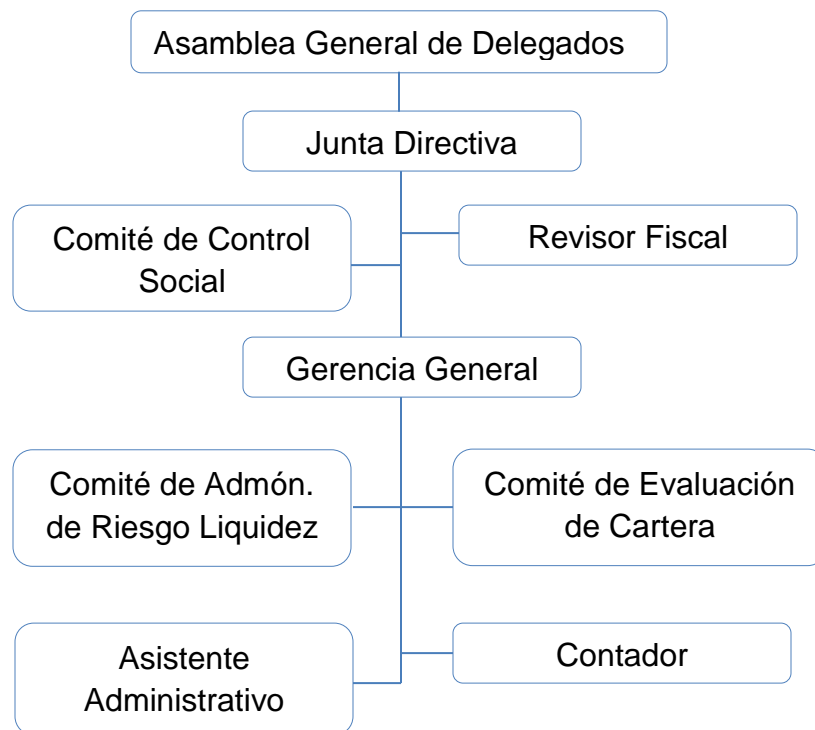 Asamblea General de Delegados
Junta Directiva
Comité de Control
Social
Revisor Fiscal
Gerencia General
Comité de Admón.
de Riesgo Liquidez
Comité de Evaluación
de Cartera
Asistente
Administrativo
Contador